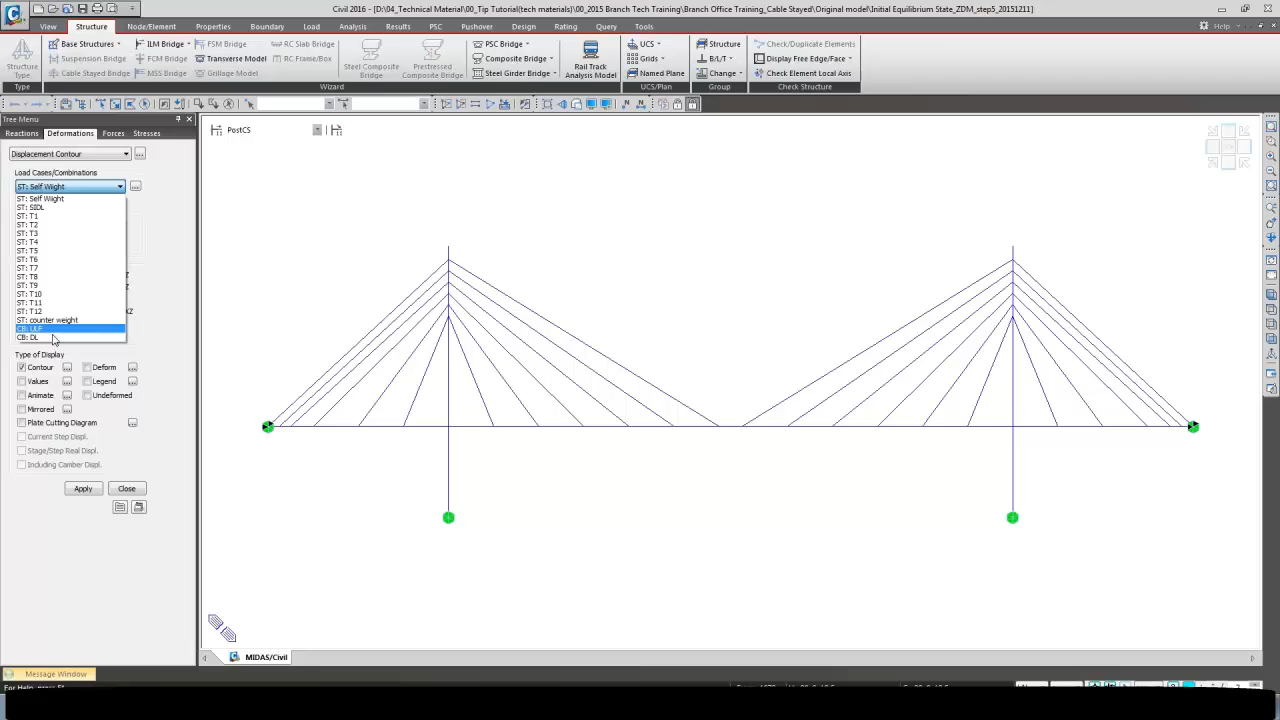 Civil 2016 - [D:\04_Technical Material\00_Tip Tutorial(tech materials)\00_2015 Branch Tech Training\Branch Office Training_Cable Stayed\Original model\Initial Equilibrium State_ZDM_step5_20151211]
View Structure Node/Element Properties Boundary Load Analysis Results PSC Pushover Design Rating Query Tools Help
Structure Type
Base Structures ILM Bridge FSM Bridge RC Slab Bridge
Suspension Bridge FCM Bridge Transverse Model RC Frame/Box
Cable Stayed Bridge MSS Bridge Grillage Model
Steel Composite Bridge
Prestressed Composite Bridge
PSC Bridge
Composite Bridge
Steel Girder Bridge
Rail Track Analysis Model
UCS
Grids
Named Plane
Structure
B/L/T
Change
Check/Duplicate Elements
Display Free Edge/Face
Check Element Local Axis
Type Wizard UCS/Plan Group Check Structure
Tree Menu
Reactions Deformations Forces Stresses
Displacement Contour
PostCS
Load Cases/Combinations
ST: Self Wiight
ST: Self Wiight
ST: SIDL
ST: T1
ST: T2
ST: T3
ST: T4
ST: T5
ST: T6
ST: T7
ST: T8
ST: T9
ST: T10
ST: T11
ST: T12
ST: counter weight
CB: ULF
CB: DL
Type of Display
Contour Deform
Values Legend
Animate Undeformed
Mirrored
Plate Cutting Diagram
Current Step Displ.
Stage/Step Real Displ.
Including Camber Displ.
Apply Close
MIDAS/Civil
Message Window